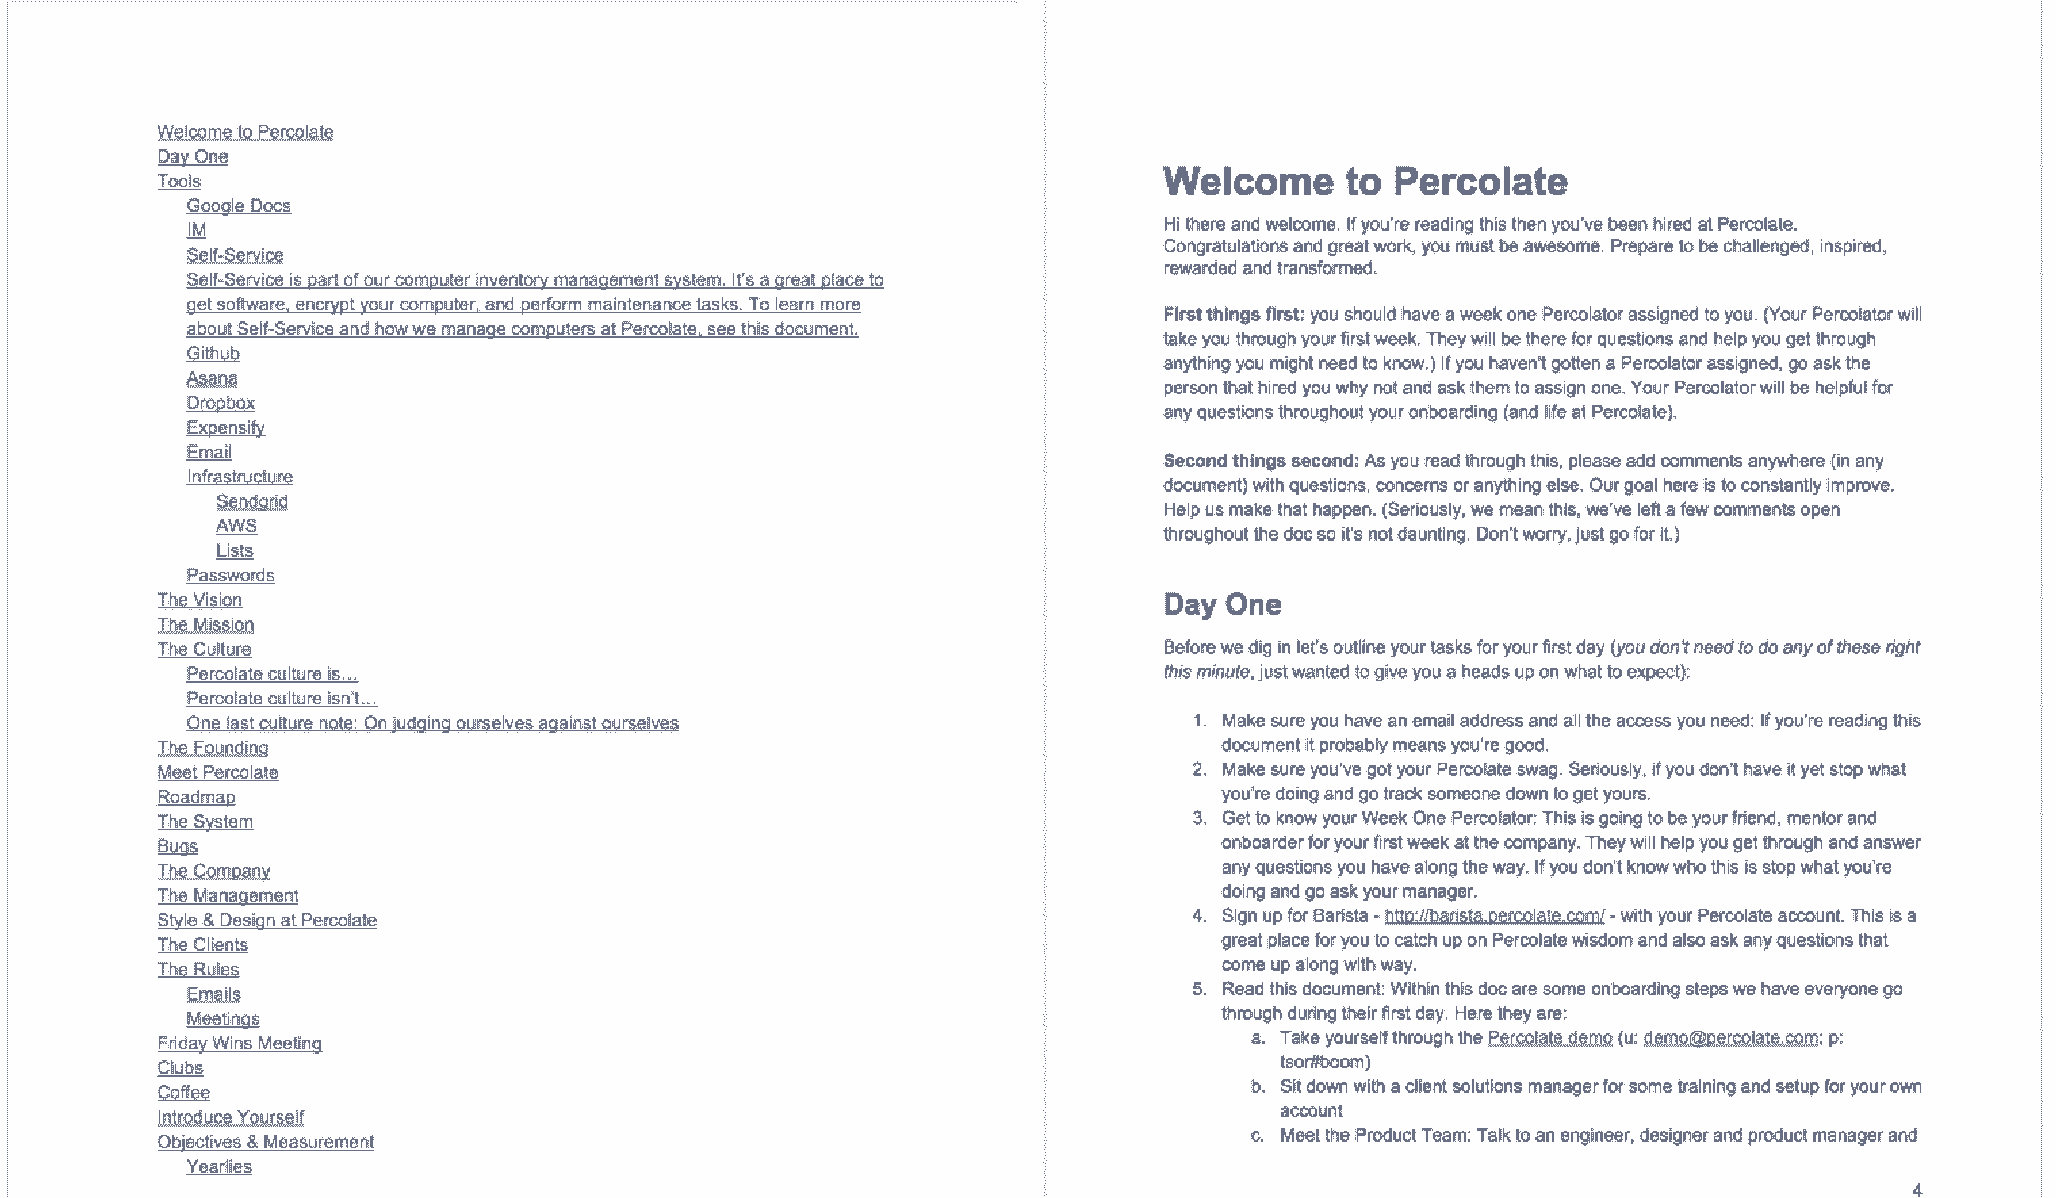 Welcome to Percolate
Day One
Tools
Google Docs
IM
Self-Service
Self-Service is part of our computer inventory management system. It's a great place to
get software, encrypt your computer, and perform maintenance tasks. To learn more
about Self-Service and how we manage computers at Percolate, see this document.
Github
Asana
Dropbox
Expensify
Email
Infrastructure
Sendgrid
AWS
Lists
Passwords
The Vision
The Mission
The Culture
Percolate culture is...
Percolate culture isn't...
One last culture note: On judging ourselves against ourselves
The Founding
Meet Percolate
Roadmap
The System
Bugs
The Company
The Management
Style & Design at Percolate
The Clients
The Rules
Emails
Meetings
Friday Wins Meeting
Clubs
Coffee
Introduce Yourself
Objectives & Measurement
Yearlies
Welcome to Percolate
Hi there and welcome. If you're reading this then you've been hired at Percolate.
Congratulations and great work, you must be awesome. Prepare to be challenged, inspired,
rewarded and transformed.
First things first: you should have a week one Percolator assigned to you. (Your Percolator will
take you through your first week. They will be there for questions and help you get through
anything you might need to know.) If you haven't gotten a Percolator assigned, go ask the
person that hired you why not and ask them to assign one. Your Percolator will be helpful for
any questions throughout your onboarding (and life at Percolate).
Second things second: As you read through this, please add comments anywhere (in any
document) with questions, concerns or anything else. Our goal here is to constantly improve.
Help us make that happen. (Seriously, we mean this, we've left a few comments open
throughout the doc so it's not daunting. Don't worry, just go for it.)
Day One
Before we dig in let's outline your tasks for your first day (you don't need to do any of these right
this minute, just wanted to give you a heads up on what to expect):
1. Make sure you have an email address and all the access you need: If you're reading this
document it probably means you're good.
2. Make sure you've got your Percolate swag. Seriously, if you don't have it yet stop what
you're doing and go track someone down to get yours.
3. Get to know your Week One Percolator: This is going to be your friend, mentor and
onboarder for your first week at the company. They will help you get through and answer
any questions you have along the way. If you don't know who this is stop what you're
doing and go ask your manager.
4. Sign up for Barista - http://barista.percolate.com/ - with your Percolate account. This is a
great place for you to catch up on Percolate wisdom and also ask any questions that
come up along with way.
5. Read this document: Within this doc are some onboarding steps we have everyone go
through during their first day. Here they are:
a. Take yourself through the Percolate demo (u: demo@percolate.com; p:
b. Sit down with a client solutions manager for some training and setup for your own
account
c. Meet the Product Team: Talk to an engineer, designer and product manager and
4